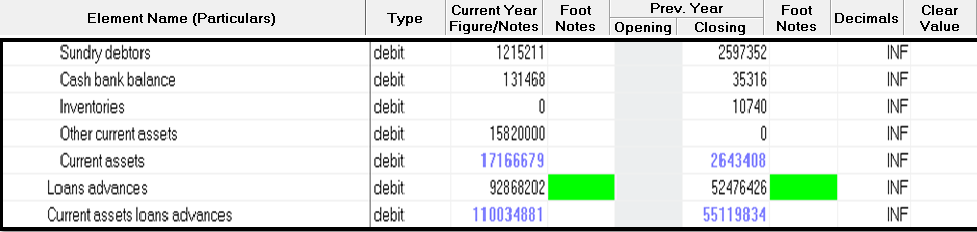 Element Name (Particulars) Type Current Year Figure/Notes Foot Notes Prev. Year Opening Closing Foot Notes Decimals Clear Value
Sundry debtors debit 1215211 2597352 INF
Cash bank balance debit 131468 35316 INF
Inventories debit 0 10740 INF
Other current assets debit 15820000 0 INF
Current assets debit 17166679 2643408 INF
Loans advances debit 92868202 52476426 INF
Current assets loans advances debit 110034881 55119834 INF